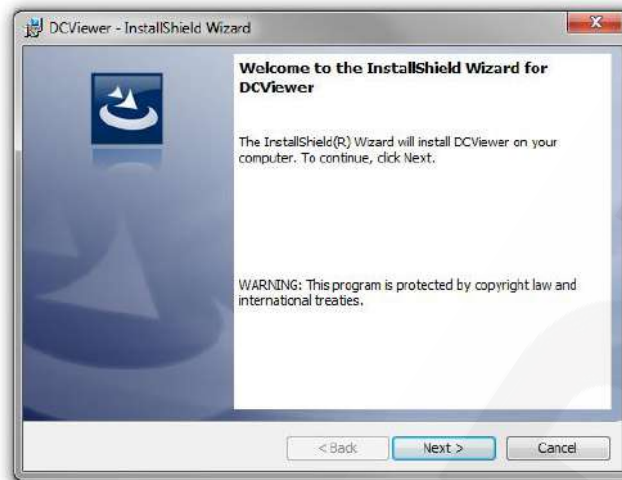 DCViewer - InstallShield Wizard
Welcome to the InstallShield Wizard for
DCViewer
The InstallShield(R) Wizard will install DCViewer on your
computer. To continue, click Next.
WARNING: This program is protected by copyright law and
international treaties.
< Back
Next >
Cancel